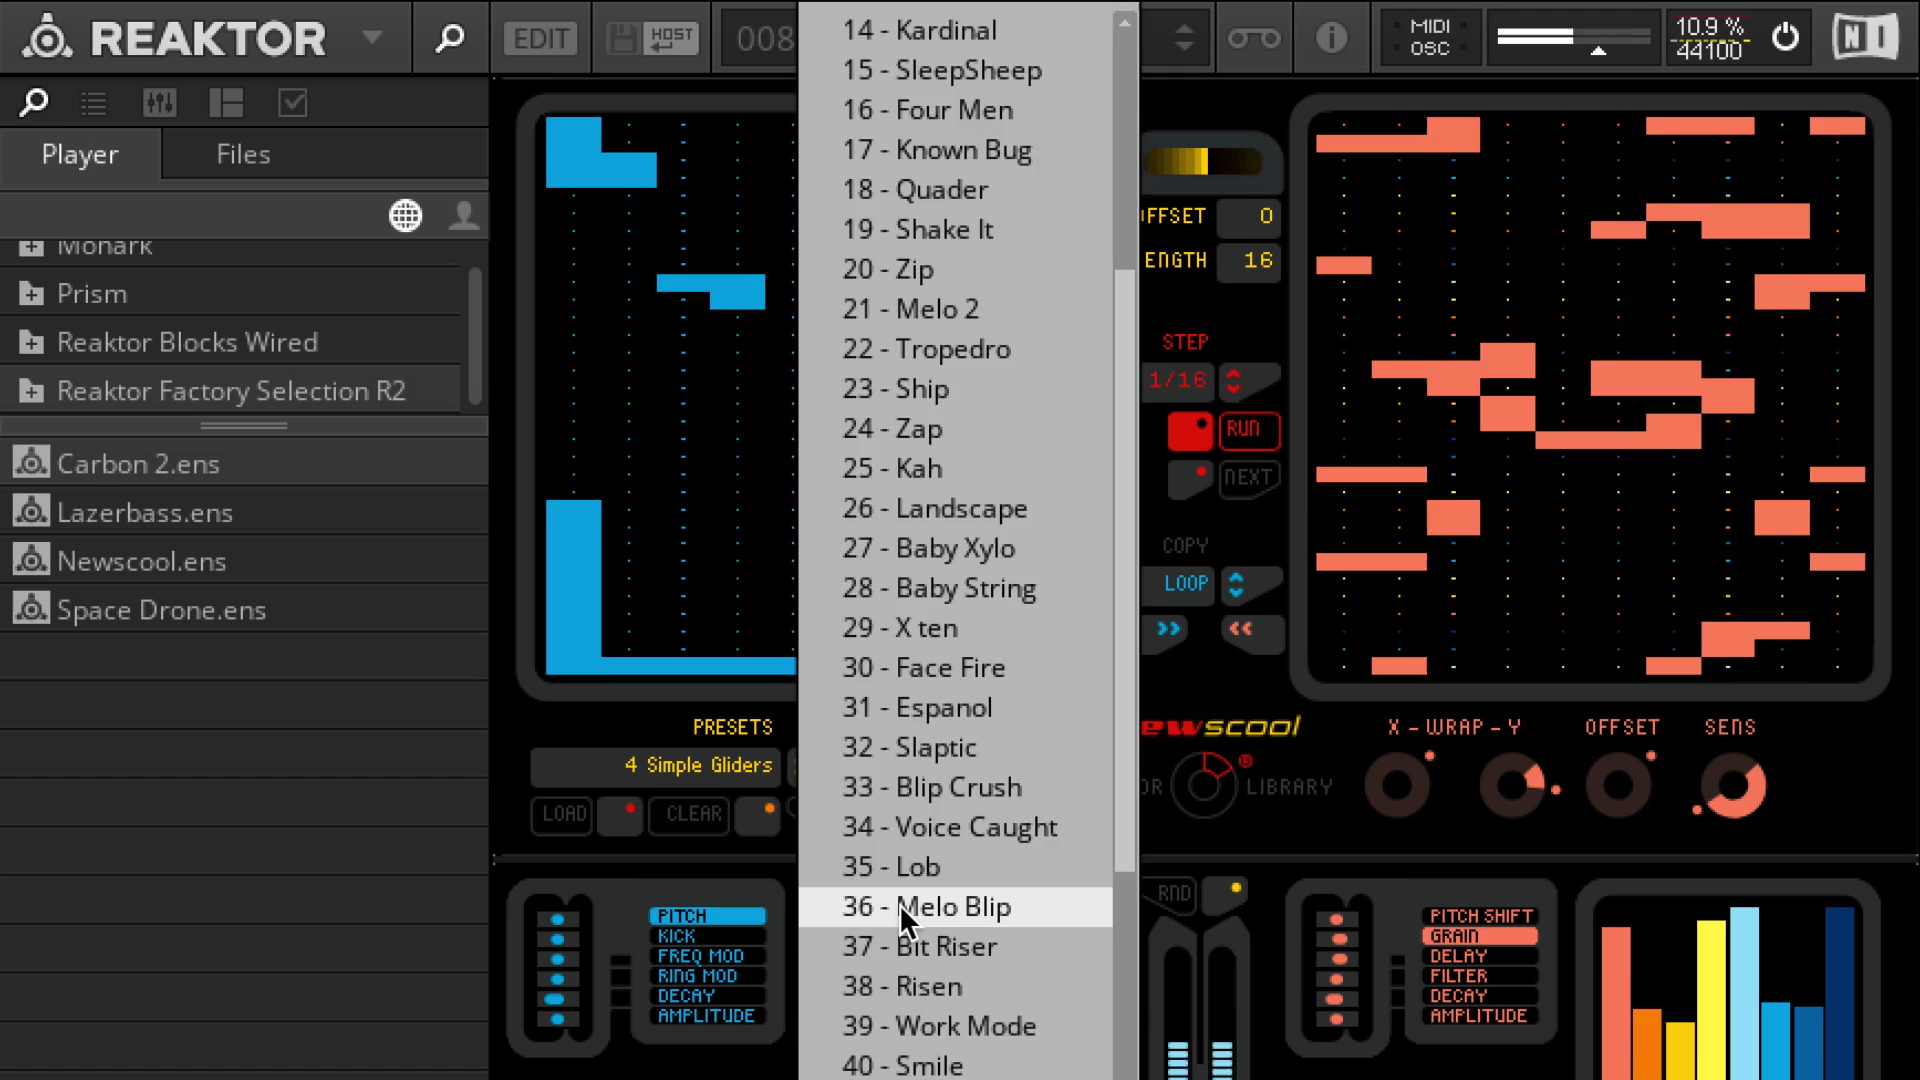 REAKTOR
EDIT
HOST
008
MIDI
OSC
10.9 %
44100
NI
Player
Files
Monark
Prism
Reaktor Blocks Wired
Reaktor Factory Selection R2
Carbon 2.ens
Lazerbass.ens
Newscool.ens
Space Drone.ens
14 - Kardinal
15 - SleepSheep
16 - Four Men
17 - Known Bug
18 - Quader
19 - Shake It
20 - Zip
21 - Melo 2
22 - Tropedro
23 - Ship
24 - Zap
25 - Kah
26 - Landscape
27 - Baby Xylo
28 - Baby String
29 - X ten
30 - Face Fire
31 - Espanol
32 - Slaptic
33 - Blip Crush
34 - Voice Caught
35 - Lob
36 - Melo Blip
37 - Bit Riser
38 - Risen
39 - Work Mode
40 - Smile
FFSET 0
ENGTH 16
STEP
1/16
RUN
NEXT
COPY
LOOP
>>
<<
PRESETS
4 Simple Gliders
LOAD
CLEAR
ewscool
OR
LIBRARY
X - WRAP - Y
OFFSET
SENS
PITCH
KICK
FREQ MOD
RING MOD
DECAY
AMPLITUDE
RND
PITCH SHIFT
GRAIN
DELAY
FILTER
DECAY
AMPLITUDE